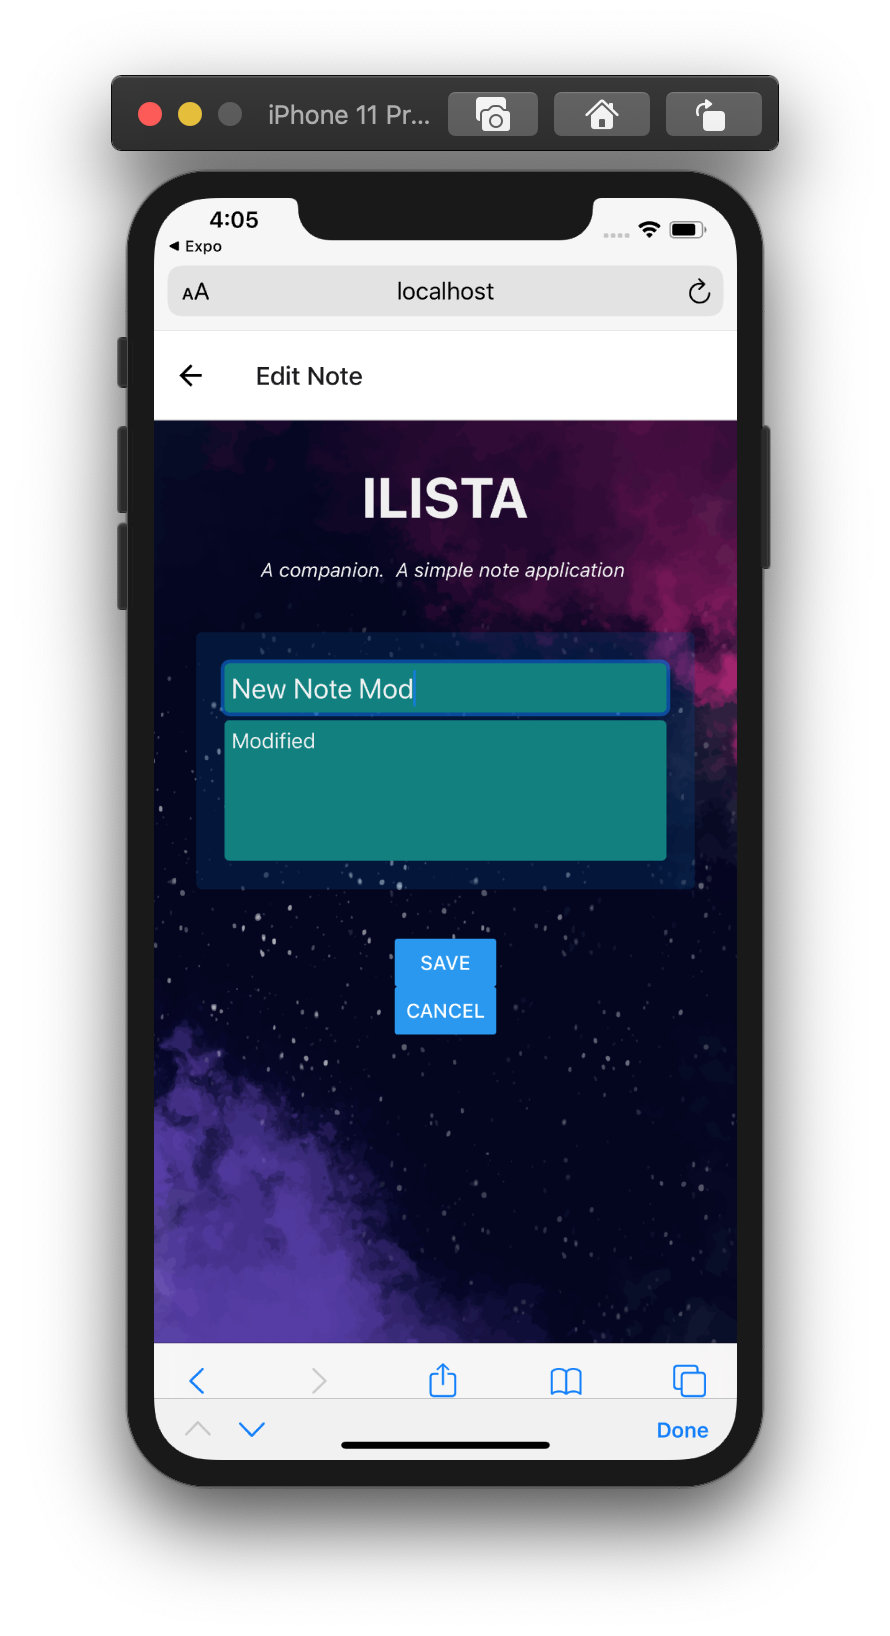 iPhone 11 Pr...
4:05
Expo
AA
localhost
Edit Note
ILISTA
A companion.  A simple note application
New Note Mod
Modified
SAVE
CANCEL
Done